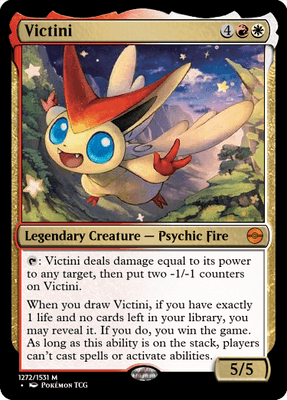 Victini 4
Legendary Creature — Psychic Fire
: Victini deals damage equal to its power
to any target, then put two -1/-1 counters
on Victini.
When you draw Victini, if you have exactly
1 life and no cards left in your library, you
may reveal it. If you do, you win the game.
As long as this ability is on the stack, players
can't cast spells or activate abilities.
5/5
1272/1531 M
• Pokémon TCG